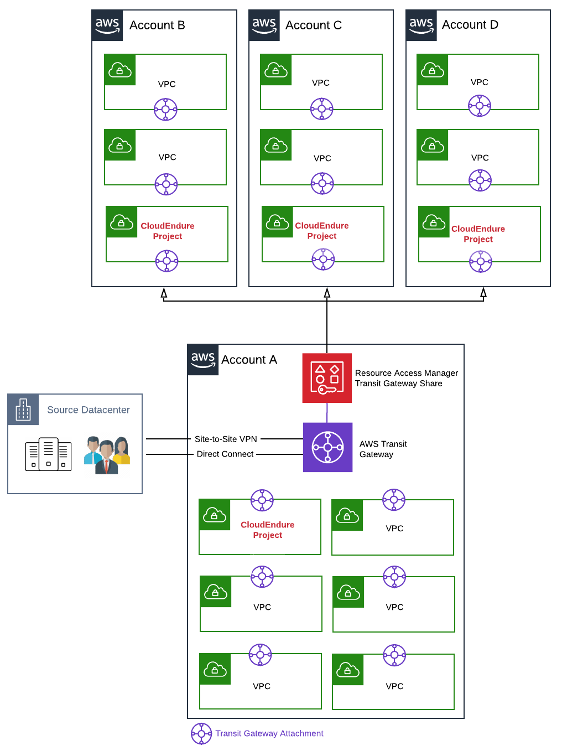 aws
Account B
VPC
VPC
CloudEndure
Project
aws
Account C
VPC
VPC
CloudEndure
Project
aws
Account D
VPC
VPC
CloudEndure
Project
aws
Account A
Resource Access Manager
Transit Gateway Share
Source Datacenter
Site-to-Site VPN
Direct Connect
AWS Transit
Gateway
CloudEndure
Project
VPC
VPC
VPC
VPC
VPC
Transit Gateway Attachment